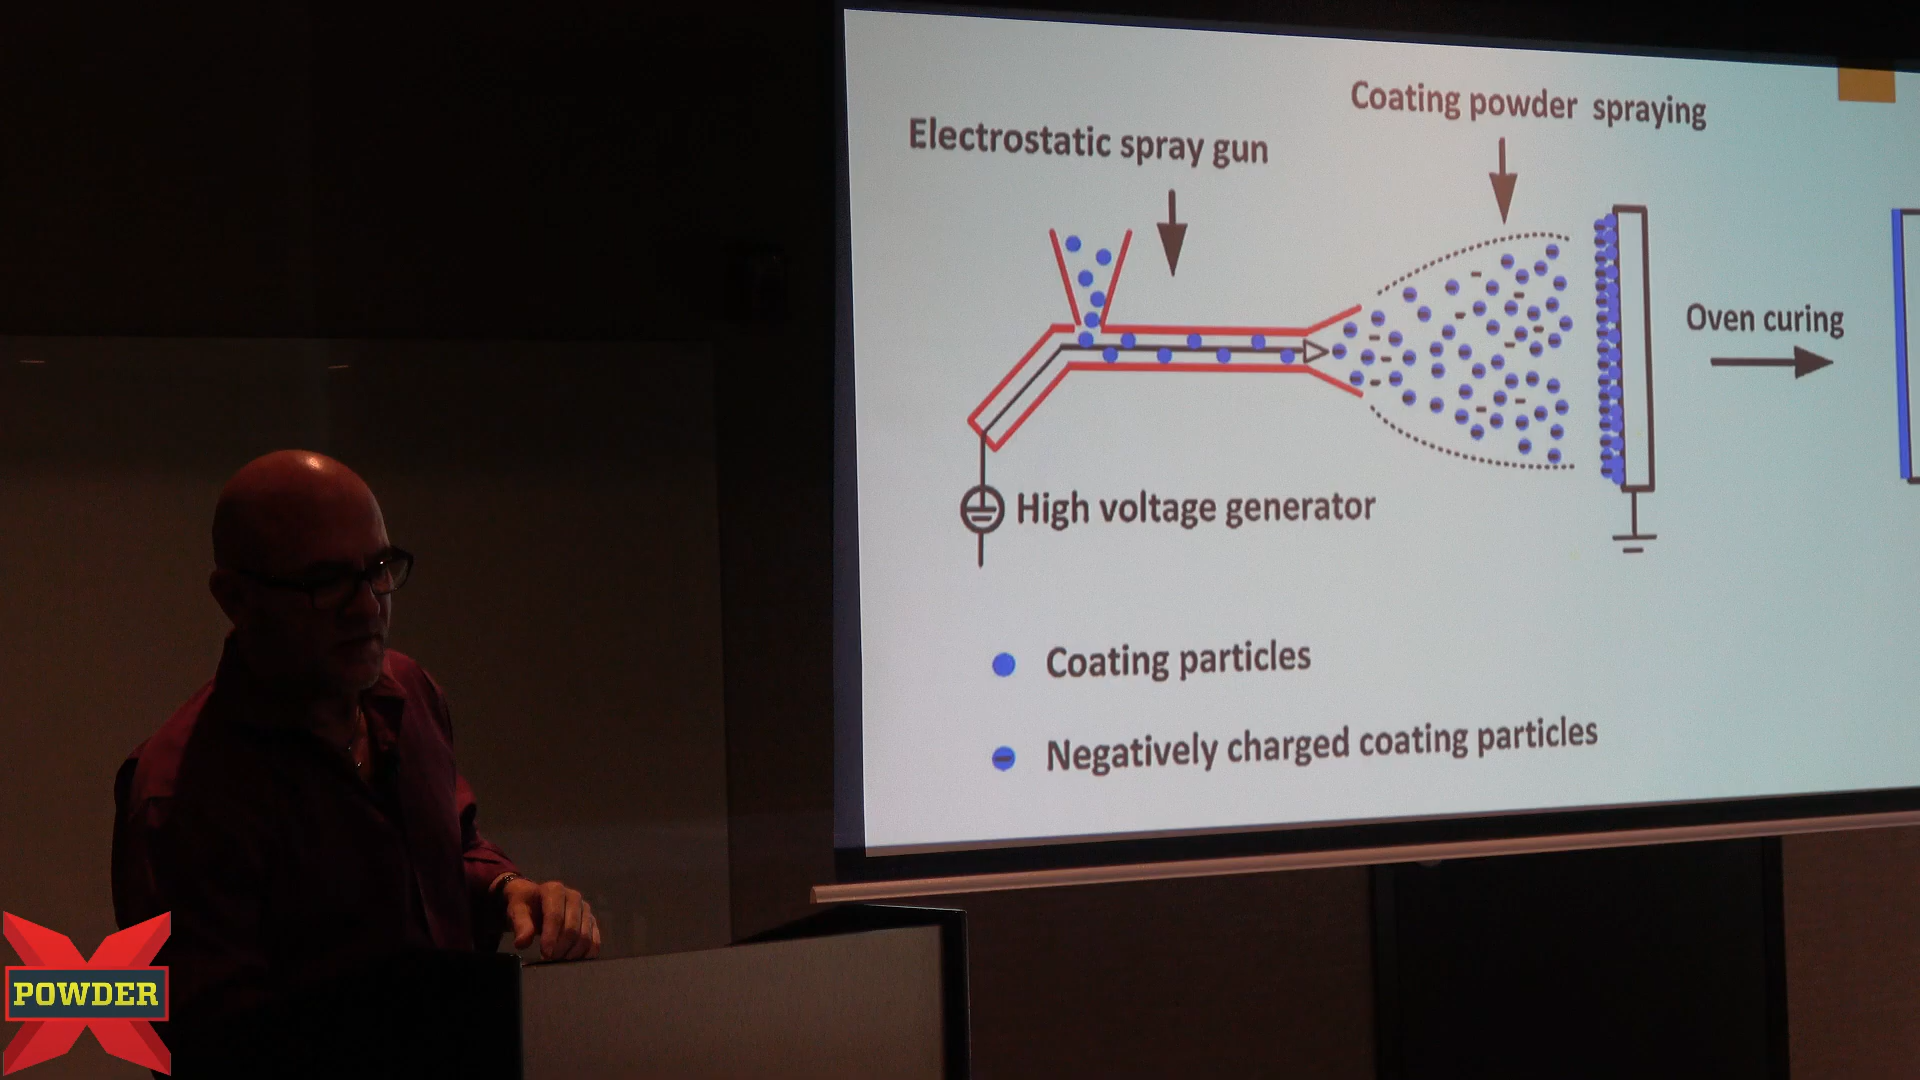 Coating powder spraying
Electrostatic spray gun
Oven curing
High voltage generator
Coating particles
Negatively charged coating particles
POWDER